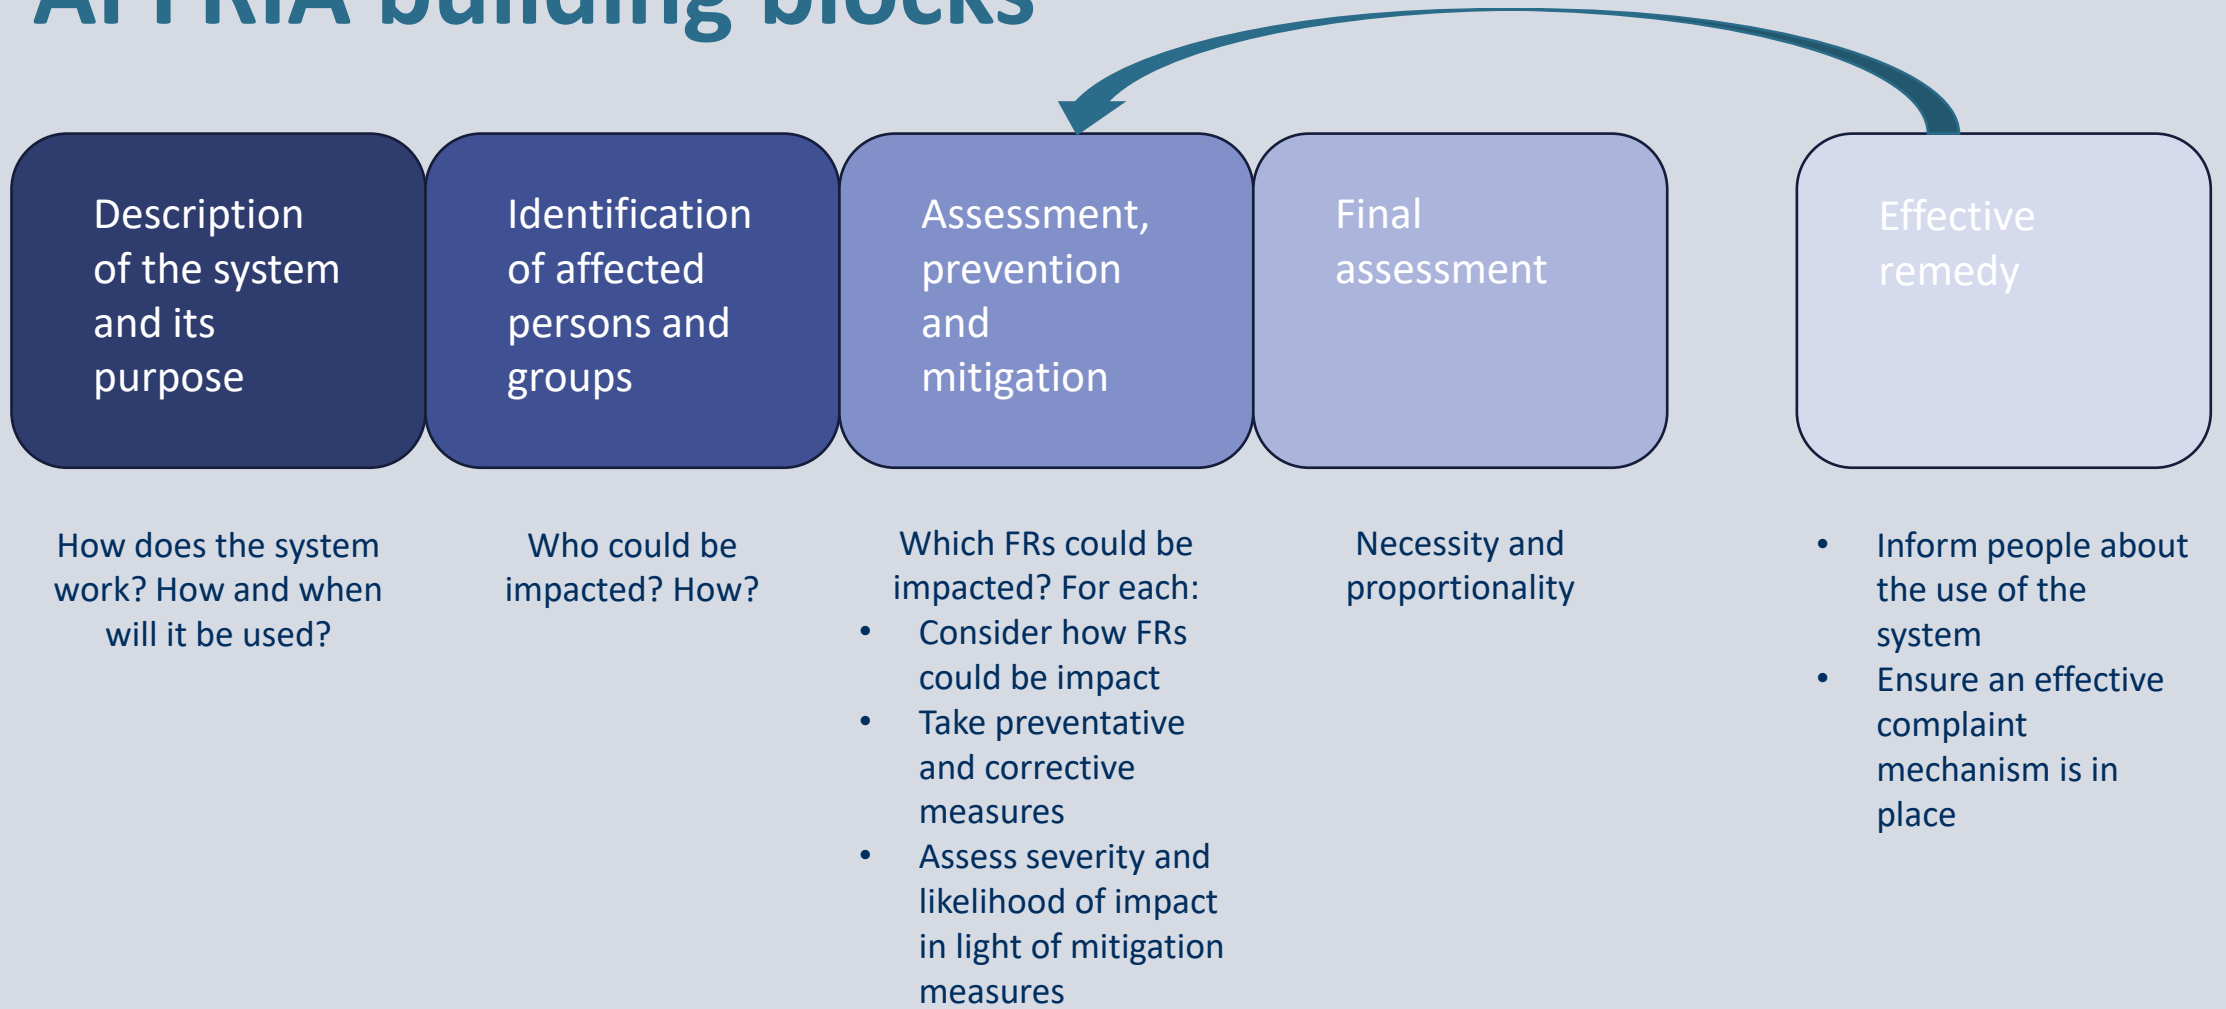 AI FRIA building blocks
Description
of the system
and its
purpose
Identification
of affected
persons and
groups
Assessment,
prevention
and
mitigation
Final
assessment
Effective
remedy
How does the system
work? How and when
will it be used?
Who could be
impacted? How?
Which FRs could be
impacted? For each:
• Consider how FRs
could be impact
• Take preventative
and corrective
measures
• Assess severity and
likelihood of impact
in light of mitigation
measures
Necessity and
proportionality
• Inform people about
the use of the
system
• Ensure an effective
complaint
mechanism is in
place